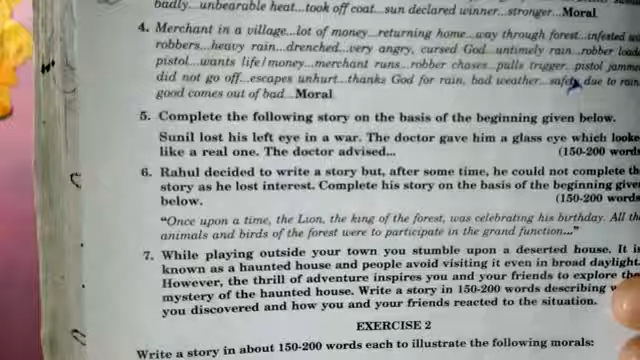 badly...unbearable heat...took off coat...sun declared winner...stronger...Moral
4. Merchant in a village...lot of money...returning home...way through forest...infested
robbers...heavy rain...drenched...very angry, cursed God...untimely rain...robber
pistol...wants life/money...merchant runs...robber chases...pulls trigger...pistol
did not go off...escapes unhurt...thanks God for rain, bad weather...safety due to rain
good comes out of bad...Moral
5. Complete the following story on the basis of the beginning given below.
Sunil lost his left eye in a war. The doctor gave him a glass eye which
like a real one. The doctor advised... (150-200 words
6. Rahul decided to write a story but, after some time, he could not complete
story as he lost interest. Complete his story on the basis of the beginning
below. (150-200 words
"Once upon a time, the Lion, the king of the forest, was celebrating his birthday. All
animals and birds of the forest were to participate in the grand function..."
7. While playing outside your town you stumble upon a deserted house. It
known as a haunted house and people avoid visiting it even in broad daylight.
However, the thrill of adventure inspires you and your friends to explore
mystery of the haunted house. Write a story in 150-200 words describing
you discovered and how you and your friends reacted to the situation.
EXERCISE 2
Write a story in about 150-200 words each to illustrate the following morals: